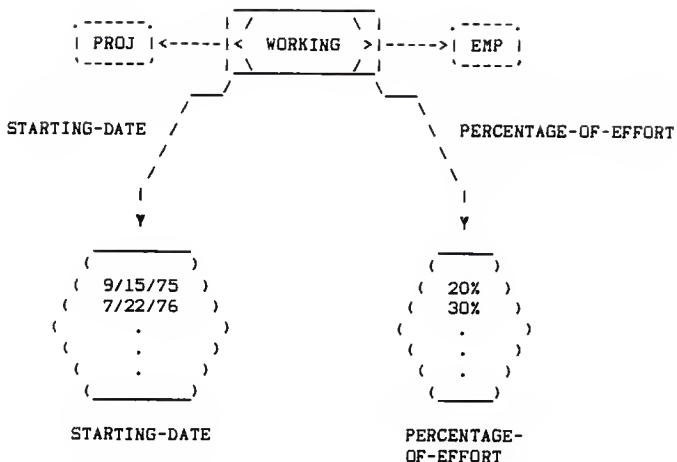 PROJ WORKING EMP
STARTING-DATE PERCENTAGE-OF-EFFORT
9/15/75 20%
7/22/76 30%
STARTING-DATE PERCENTAGE-
OF-EFFORT